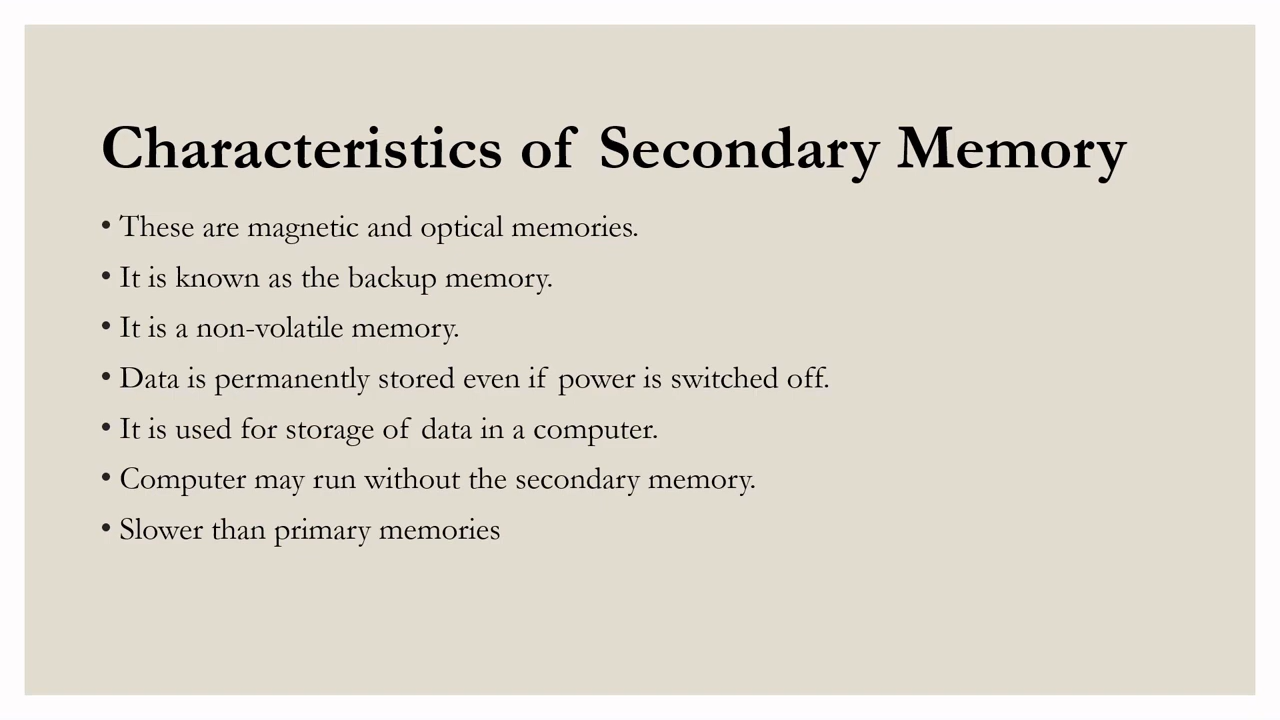 Characteristics of Secondary Memory
• These are magnetic and optical memories.
• It is known as the backup memory.
• It is a non-volatile memory.
• Data is permanently stored even if power is switched off.
• It is used for storage of data in a computer.
• Computer may run without the secondary memory.
• Slower than primary memories